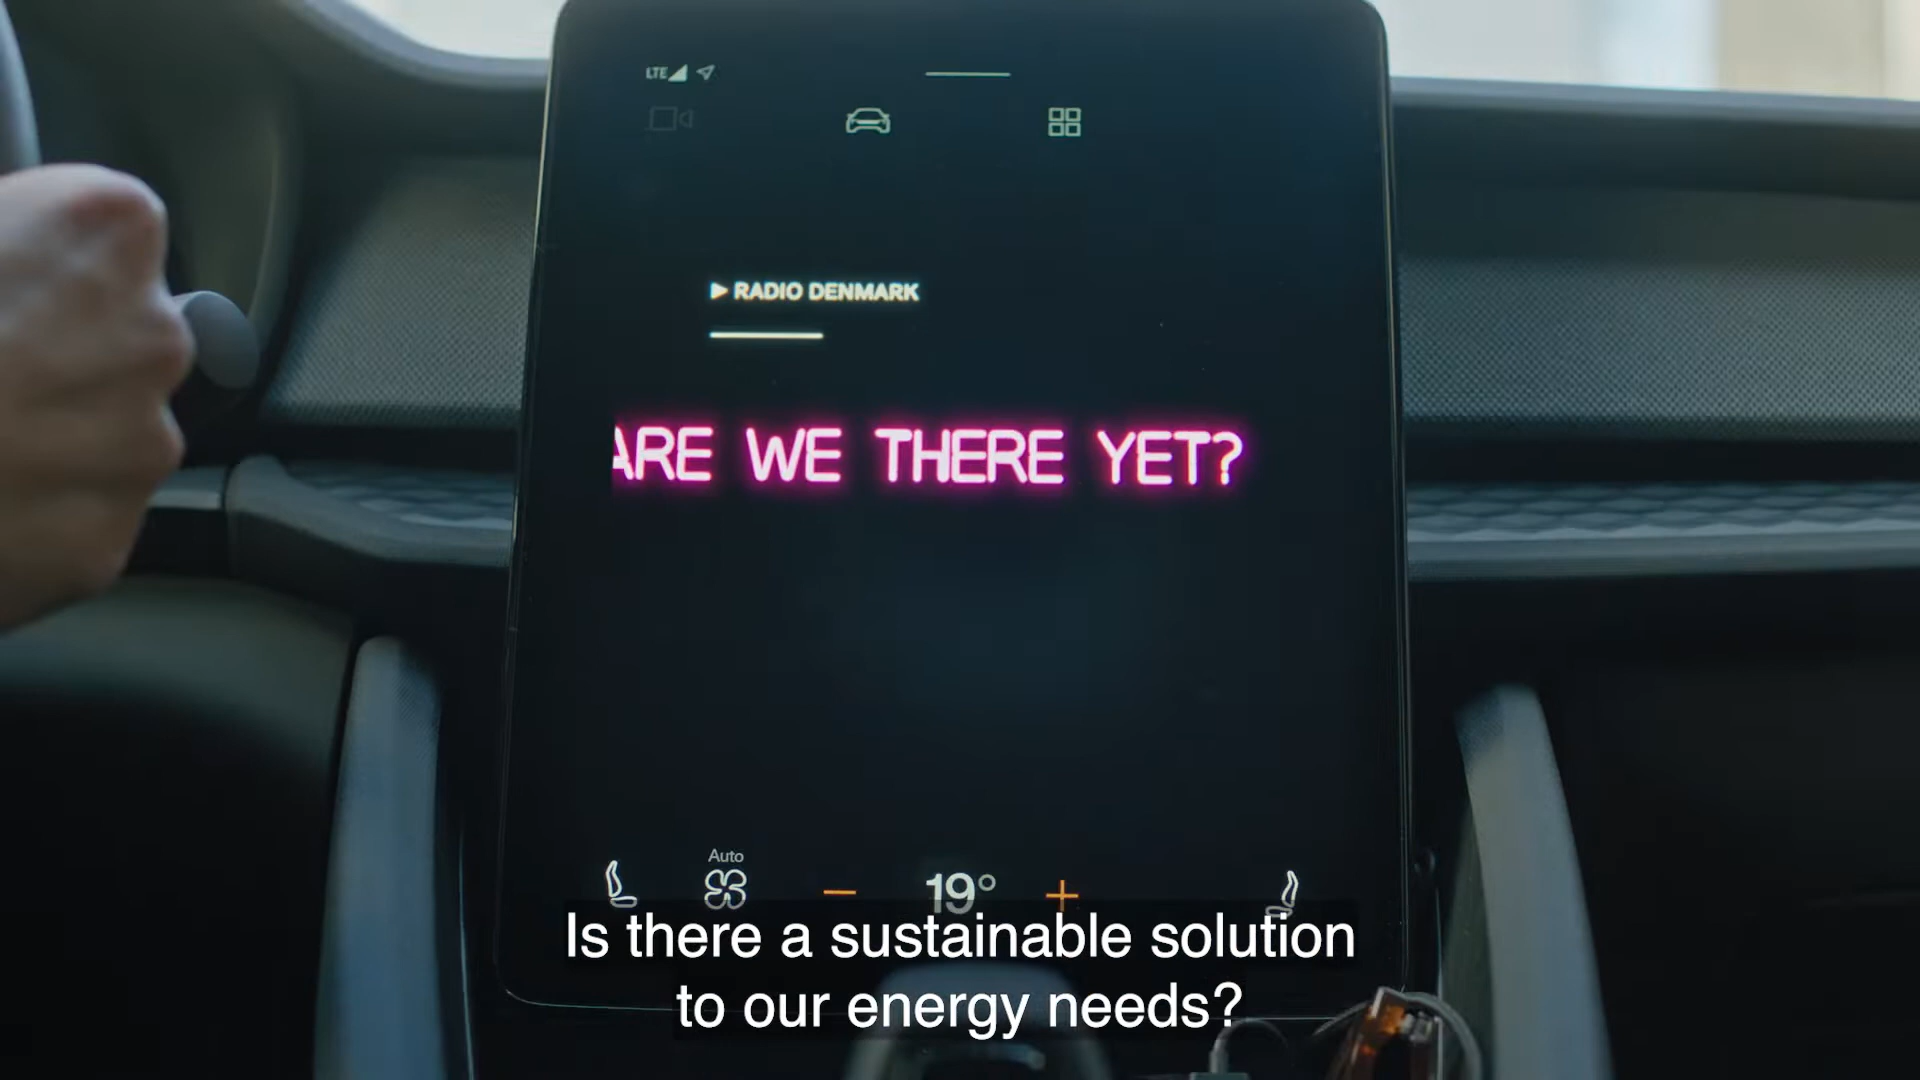 LTE
▶ RADIO DENMARK
ARE WE THERE YET?
Auto
19°
Is there a sustainable solution
to our energy needs?